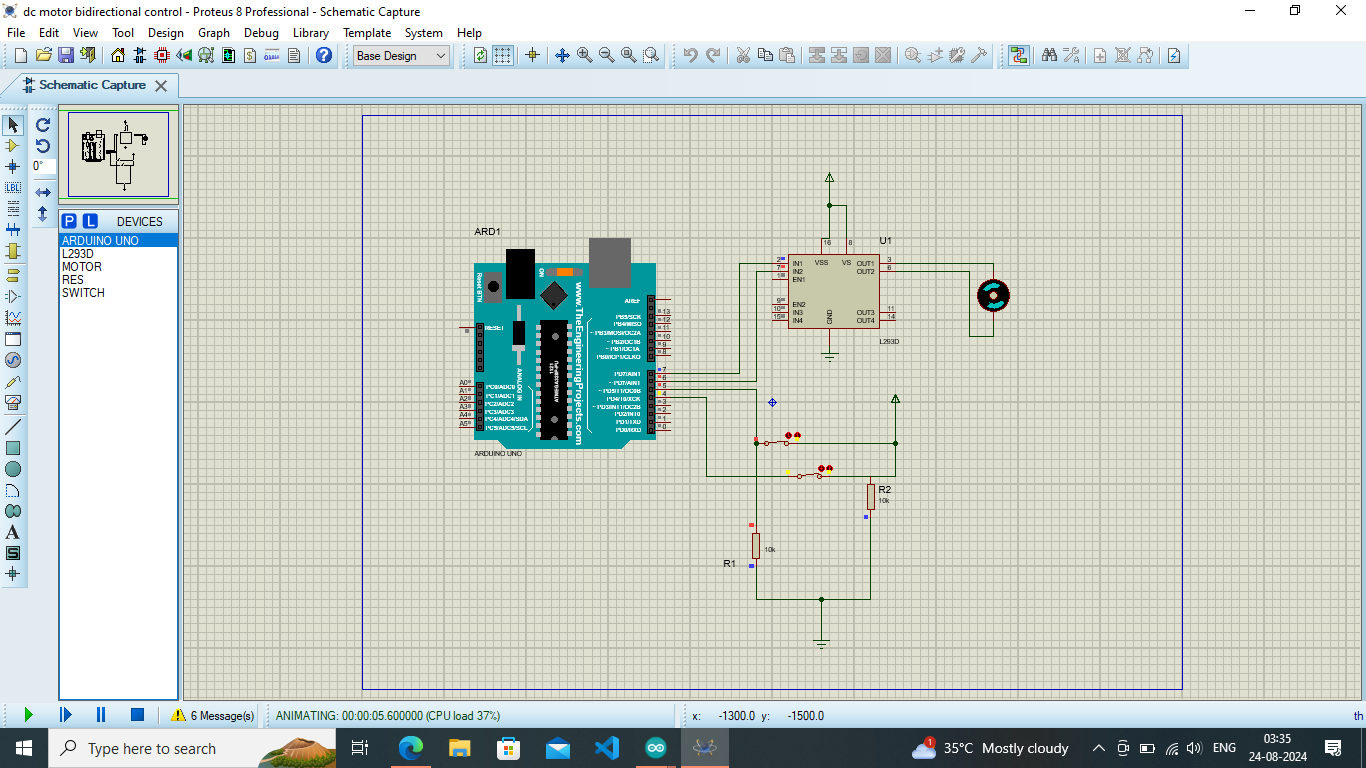 dc motor bidirectional control - Proteus 8 Professional - Schematic Capture
File Edit View Tool Design Graph Debug Library Template System Help
Base Design
Schematic Capture
0°
LBL
P L DEVICES
ARDUINO UNO
L293D
MOTOR
RES
SWITCH
A
S
ARD1
Reset BTN
ON
www.TheEngineeringProjects.com
ANALOG IN
AREF
RESET
13
12
11
10
9
8
7
6
5
4
3
2
1
0
PB5/SCK
PB4/MISO
~ PB3/MOSI/OC2A
~ PB2/OC1B
~ PB1/OC1A
PB0/ICP1/CLKO
PD7/AIN1
PD4/T0/XCK
PD2/INT0
PD1/TXD
PD0/RXD
A0
A1
A2
A3
A4
A5
PC0/ADC0
PC1/ADC1
PC2/ADC2
PC3/ADC3
PC4/ADC4/SDA
PC5/ADC5/SCL
ARDUINO UNO
U1
16 8
2 IN1 VSS VS OUT1 3
7 IN2 OUT2 6
1 EN1
9 EN2
10 IN3 OUT3 11
15 IN4 GND OUT4 14
L293D
R2
10k
R1
10k
6 Message(s)
ANIMATING: 00:00:05.600000 (CPU load 37%)
x: -1300.0 y: -1500.0
th
Type here to search
35°C Mostly cloudy
ENG
03:35
24-08-2024